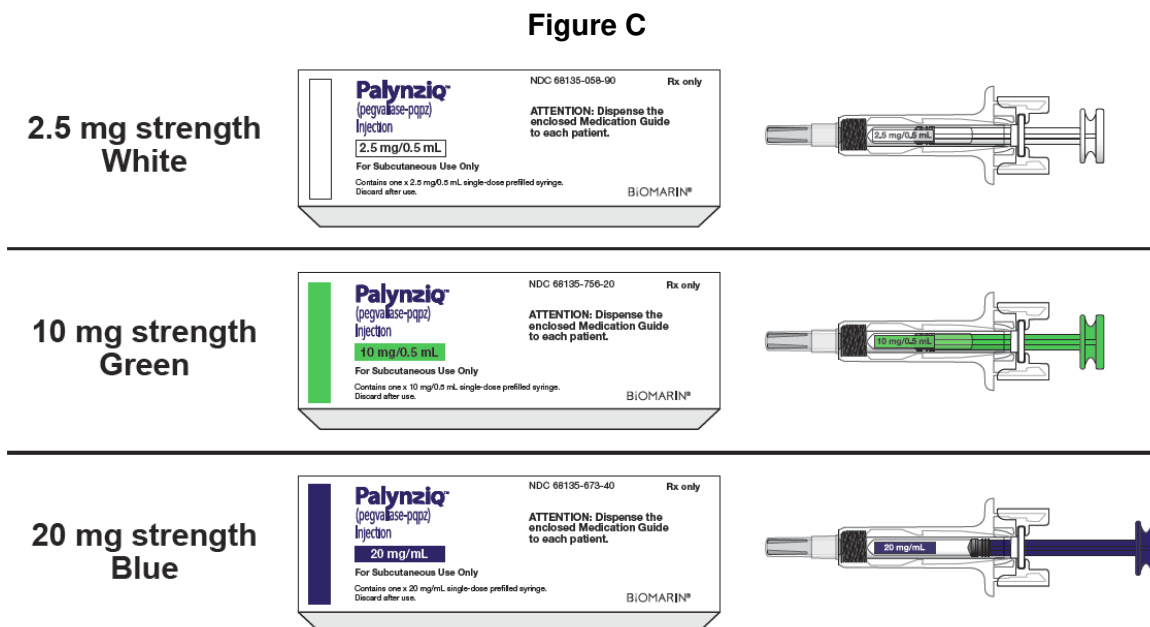 Figure C
2.5 mg strength
White
Palynziq™
(pegvaliase-pqpz)
Injection
2.5 mg/0.5 mL
For Subcutaneous Use Only
Contains one x 2.5 mg/0.5 mL single-dose prefilled syringe.
Discard after use.
NDC 68135-058-90
Rx only
ATTENTION: Dispense the
enclosed Medication Guide
to each patient.
BIOMARIN®
2.5 mg/0.5 mL
10 mg strength
Green
Palynziq™
(pegvaliase-pqpz)
Injection
10 mg/0.5 mL
For Subcutaneous Use Only
Contains one x 10 mg/0.5 mL single-dose prefilled syringe.
Discard after use.
NDC 68135-756-20
Rx only
ATTENTION: Dispense the
enclosed Medication Guide
to each patient.
BIOMARIN®
10 mg/0.5 mL
20 mg strength
Blue
Palynziq™
(pegvaliase-pqpz)
Injection
20 mg/mL
For Subcutaneous Use Only
Contains one x 20 mg/mL single-dose prefilled syringe.
Discard after use.
NDC 68135-673-40
Rx only
ATTENTION: Dispense the
enclosed Medication Guide
to each patient.
BIOMARIN®
20 mg/mL